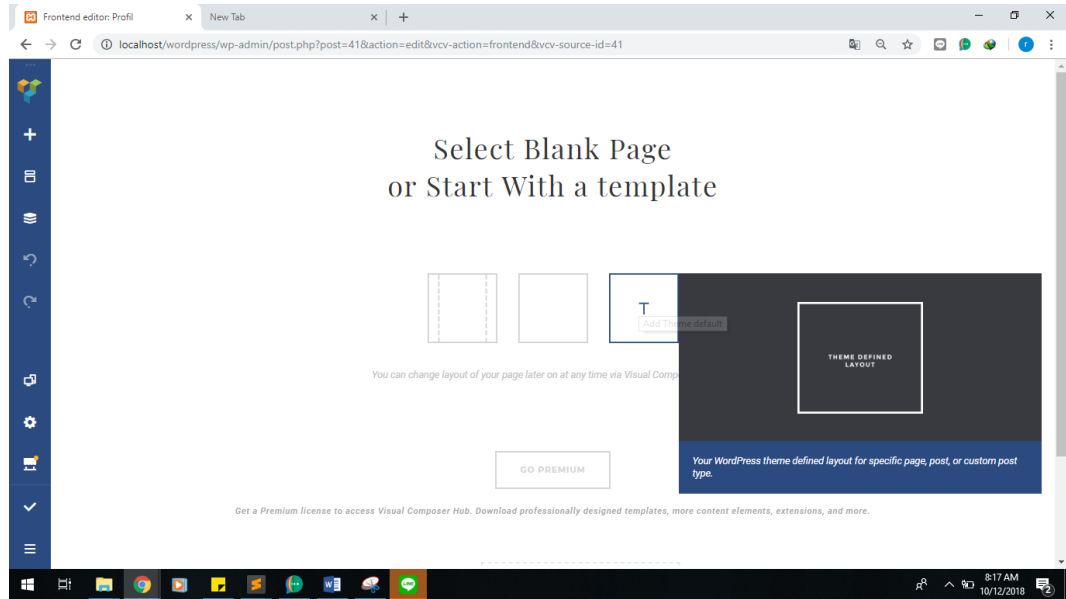 Frontend editor: Profil
New Tab
localhost/wordpress/wp-admin/post.php?post=41&action=edit&vcv-action=frontend&vcv-source-id=41
Select Blank Page
or Start With a template
T
Add Theme default
THEME DEFINED
LAYOUT
You can change layout of your page later on at any time via Visual Comp
Your WordPress theme defined layout for specific page, post, or custom post
type.
GO PREMIUM
Get a Premium license to access Visual Composer Hub. Download professionally designed templates, more content elements, extensions, and more.
8:17 AM
10/12/2018
2